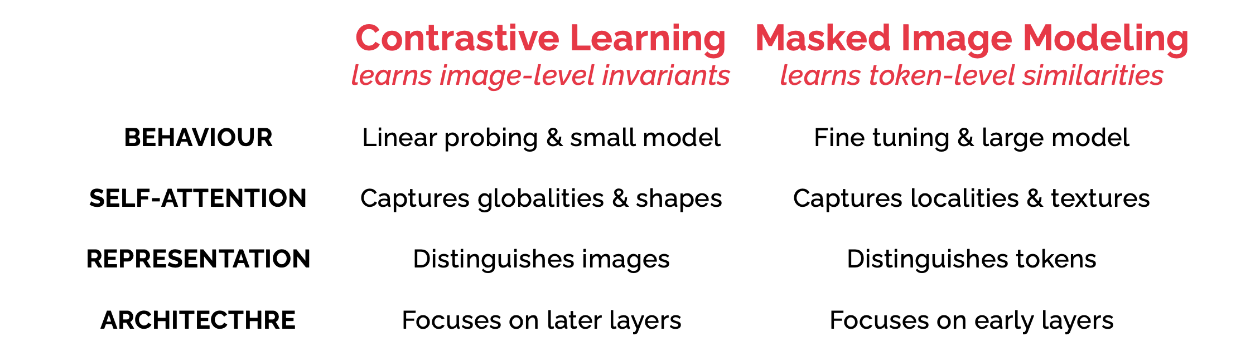 Contrastive Learning Masked Image Modeling
learns image-level invariants learns token-level similarities
BEHAVIOUR Linear probing & small model Fine tuning & large model
SELF-ATTENTION Captures globalities & shapes Captures localities & textures
REPRESENTATION Distinguishes images Distinguishes tokens
ARCHITECTHRE Focuses on later layers Focuses on early layers